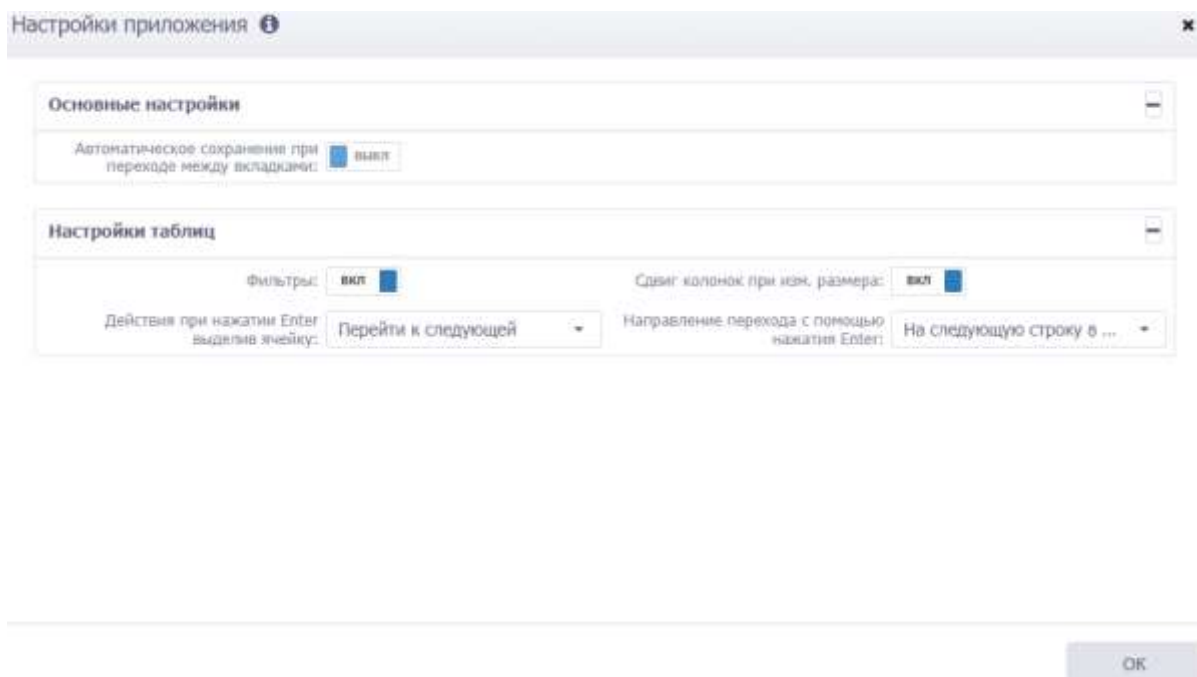 Настройки приложения
Основные настройки
Автоматическое сохранение при
переходе между вкладками:
ВЫКЛ
Настройки таблиц
Фильтры:
ВКЛ
Сдвиг колонок при изм. размера:
ВКЛ
Действия при нажатии Enter
выделив ячейку:
Перейти к следующей
Направление перехода с помощью
нажатия Enter:
На следующую строку в ...
ОК